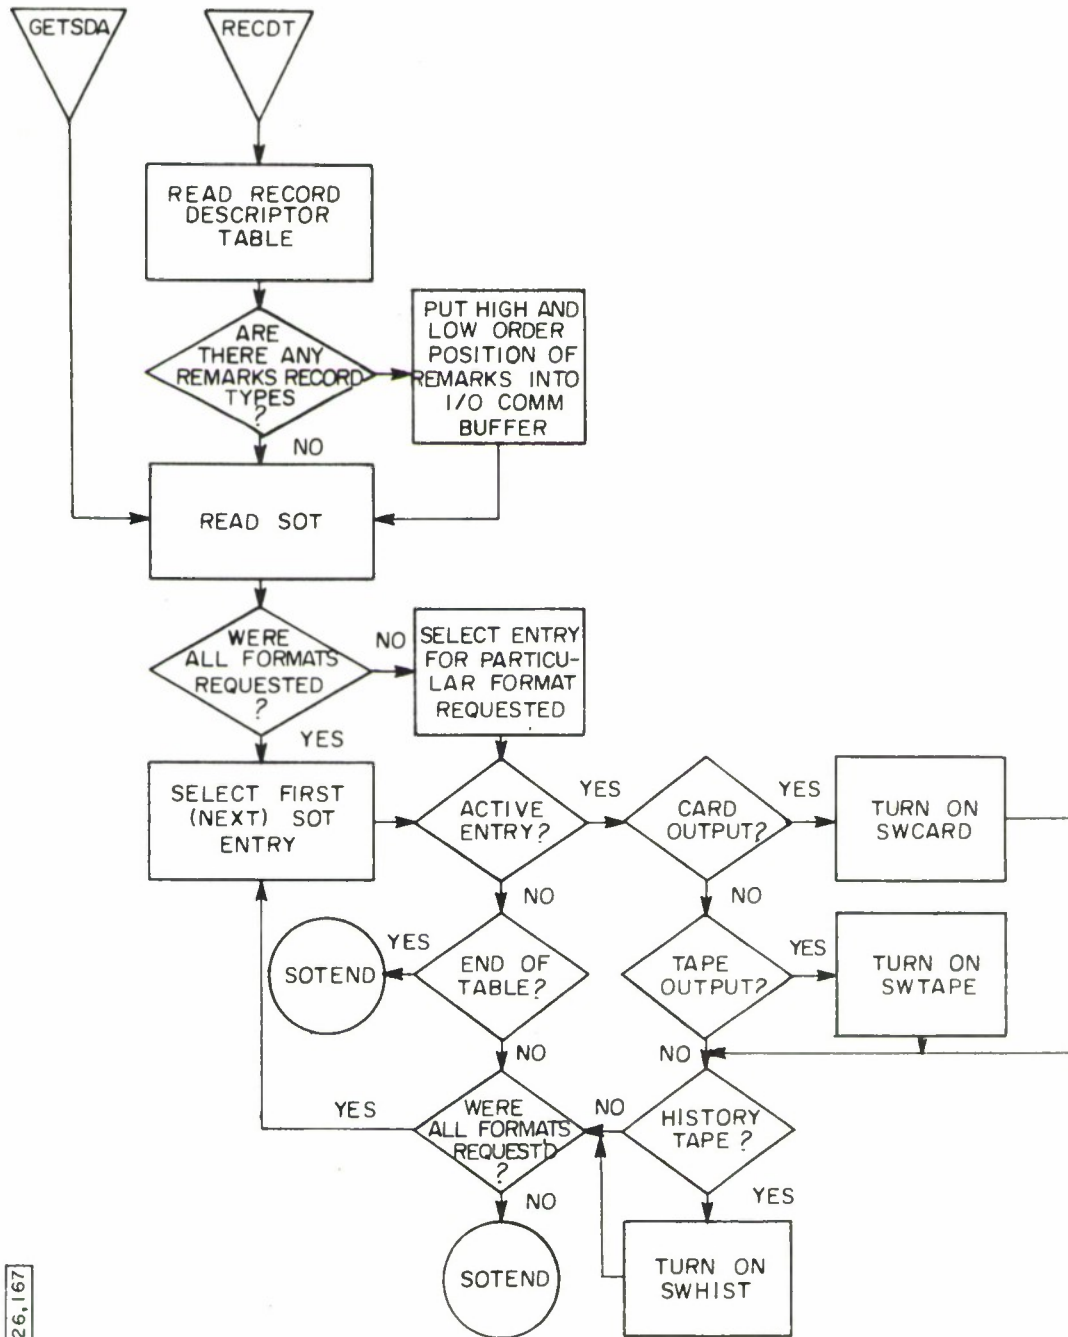 GETSDA
RECDT
READ RECORD
DESCRIPTOR
TABLE
ARE
THERE ANY
REMARKS RECORD
TYPES
?
PUT HIGH AND
LOW ORDER
POSITION OF
REMARKS INTO
I/O COMM
BUFFER
NO
READ SOT
WERE
ALL FORMATS
REQUESTED
?
NO
SELECT ENTRY
FOR PARTICU-
LAR FORMAT
REQUESTED
YES
SELECT FIRST
(NEXT) SOT
ENTRY
ACTIVE
ENTRY?
YES
CARD
OUTPUT?
YES
TURN ON
SWCARD
NO
NO
SOTEND
YES
END OF
TABLE?
TAPE
OUTPUT?
YES
TURN ON
SWTAPE
NO
NO
YES
WERE
ALL FORMATS
REQUEST'D
?
NO
HISTORY
TAPE ?
NO
YES
SOTEND
TURN ON
SWHIST
26,167